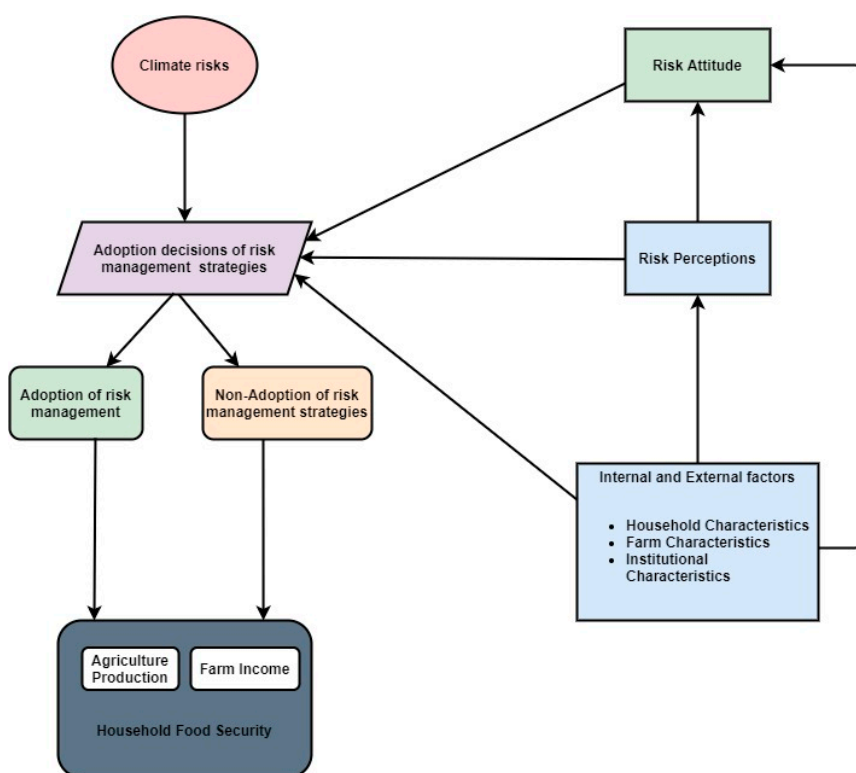 Climate risks
Risk Attitude
Adoption decisions of risk
management strategies
Risk Perceptions
Adoption of risk
management
Non-Adoption of risk
management strategies
Internal and External factors
• Household Characteristics
• Farm Characteristics
• Institutional
Characteristics
Agriculture
Production
Farm Income
Household Food Security